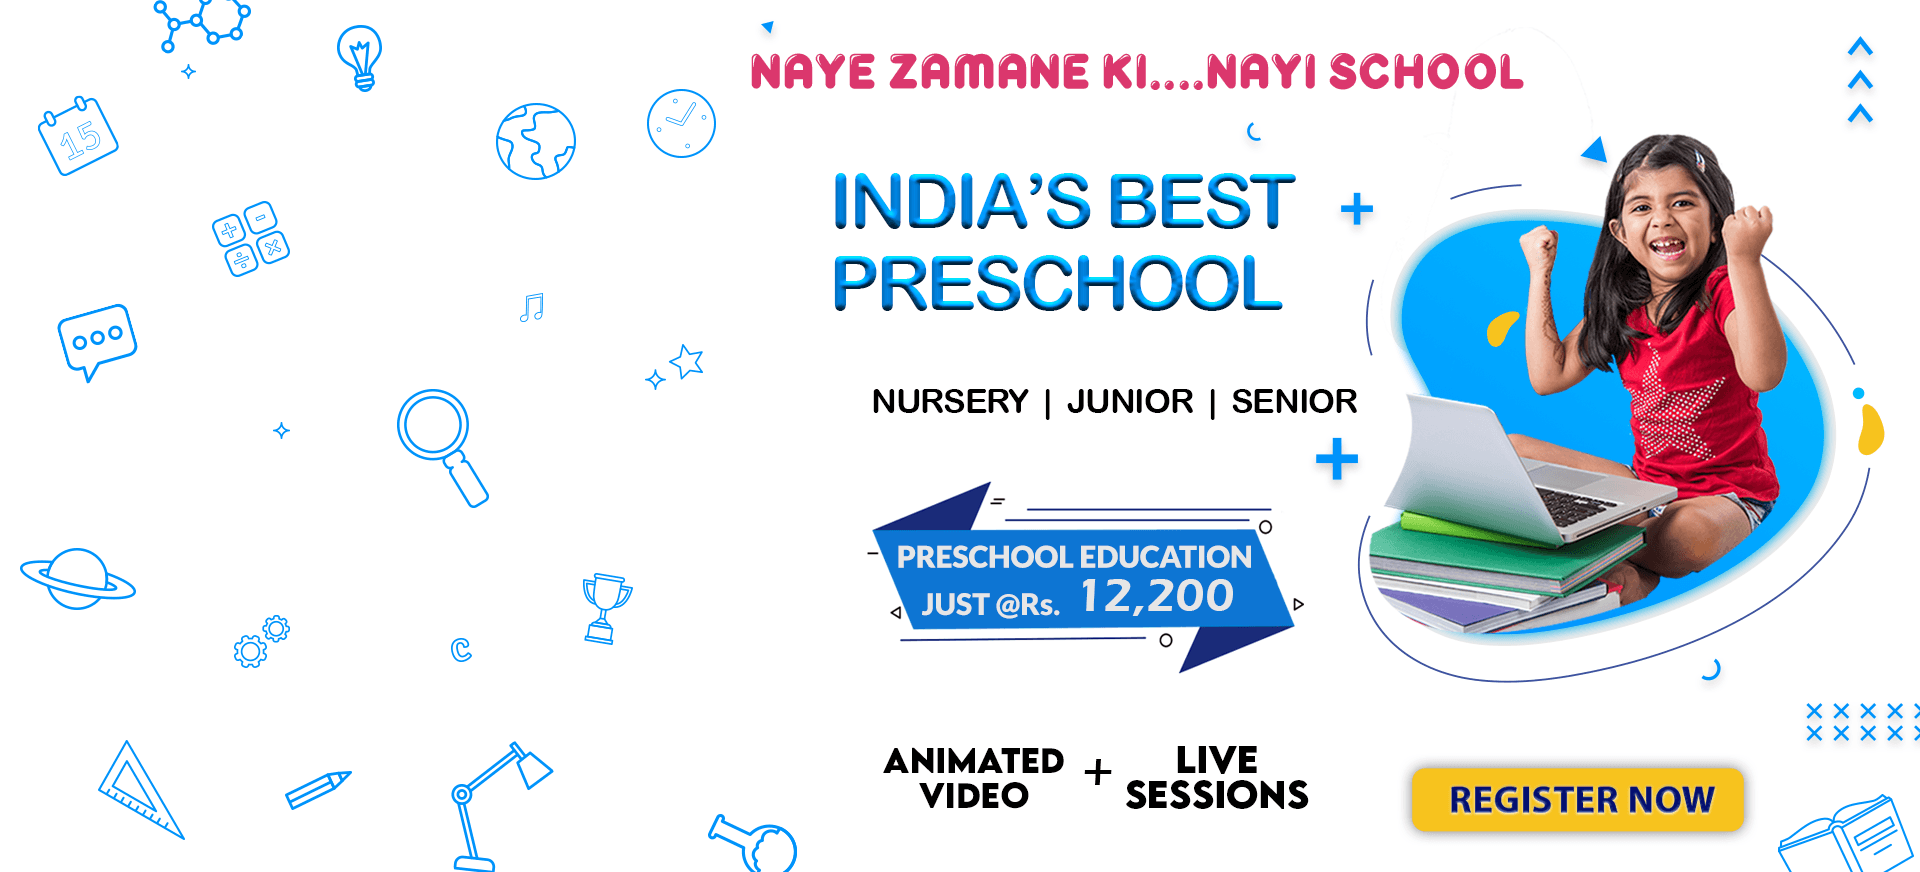 NAYE ZAMANE KI....NAYI SCHOOL
15
INDIA'S BEST
PRESCHOOL
NURSERY | JUNIOR | SENIOR
PRESCHOOL EDUCATION
JUST @Rs. 12,200
C
ANIMATED
VIDEO
+
LIVE
SESSIONS
REGISTER NOW